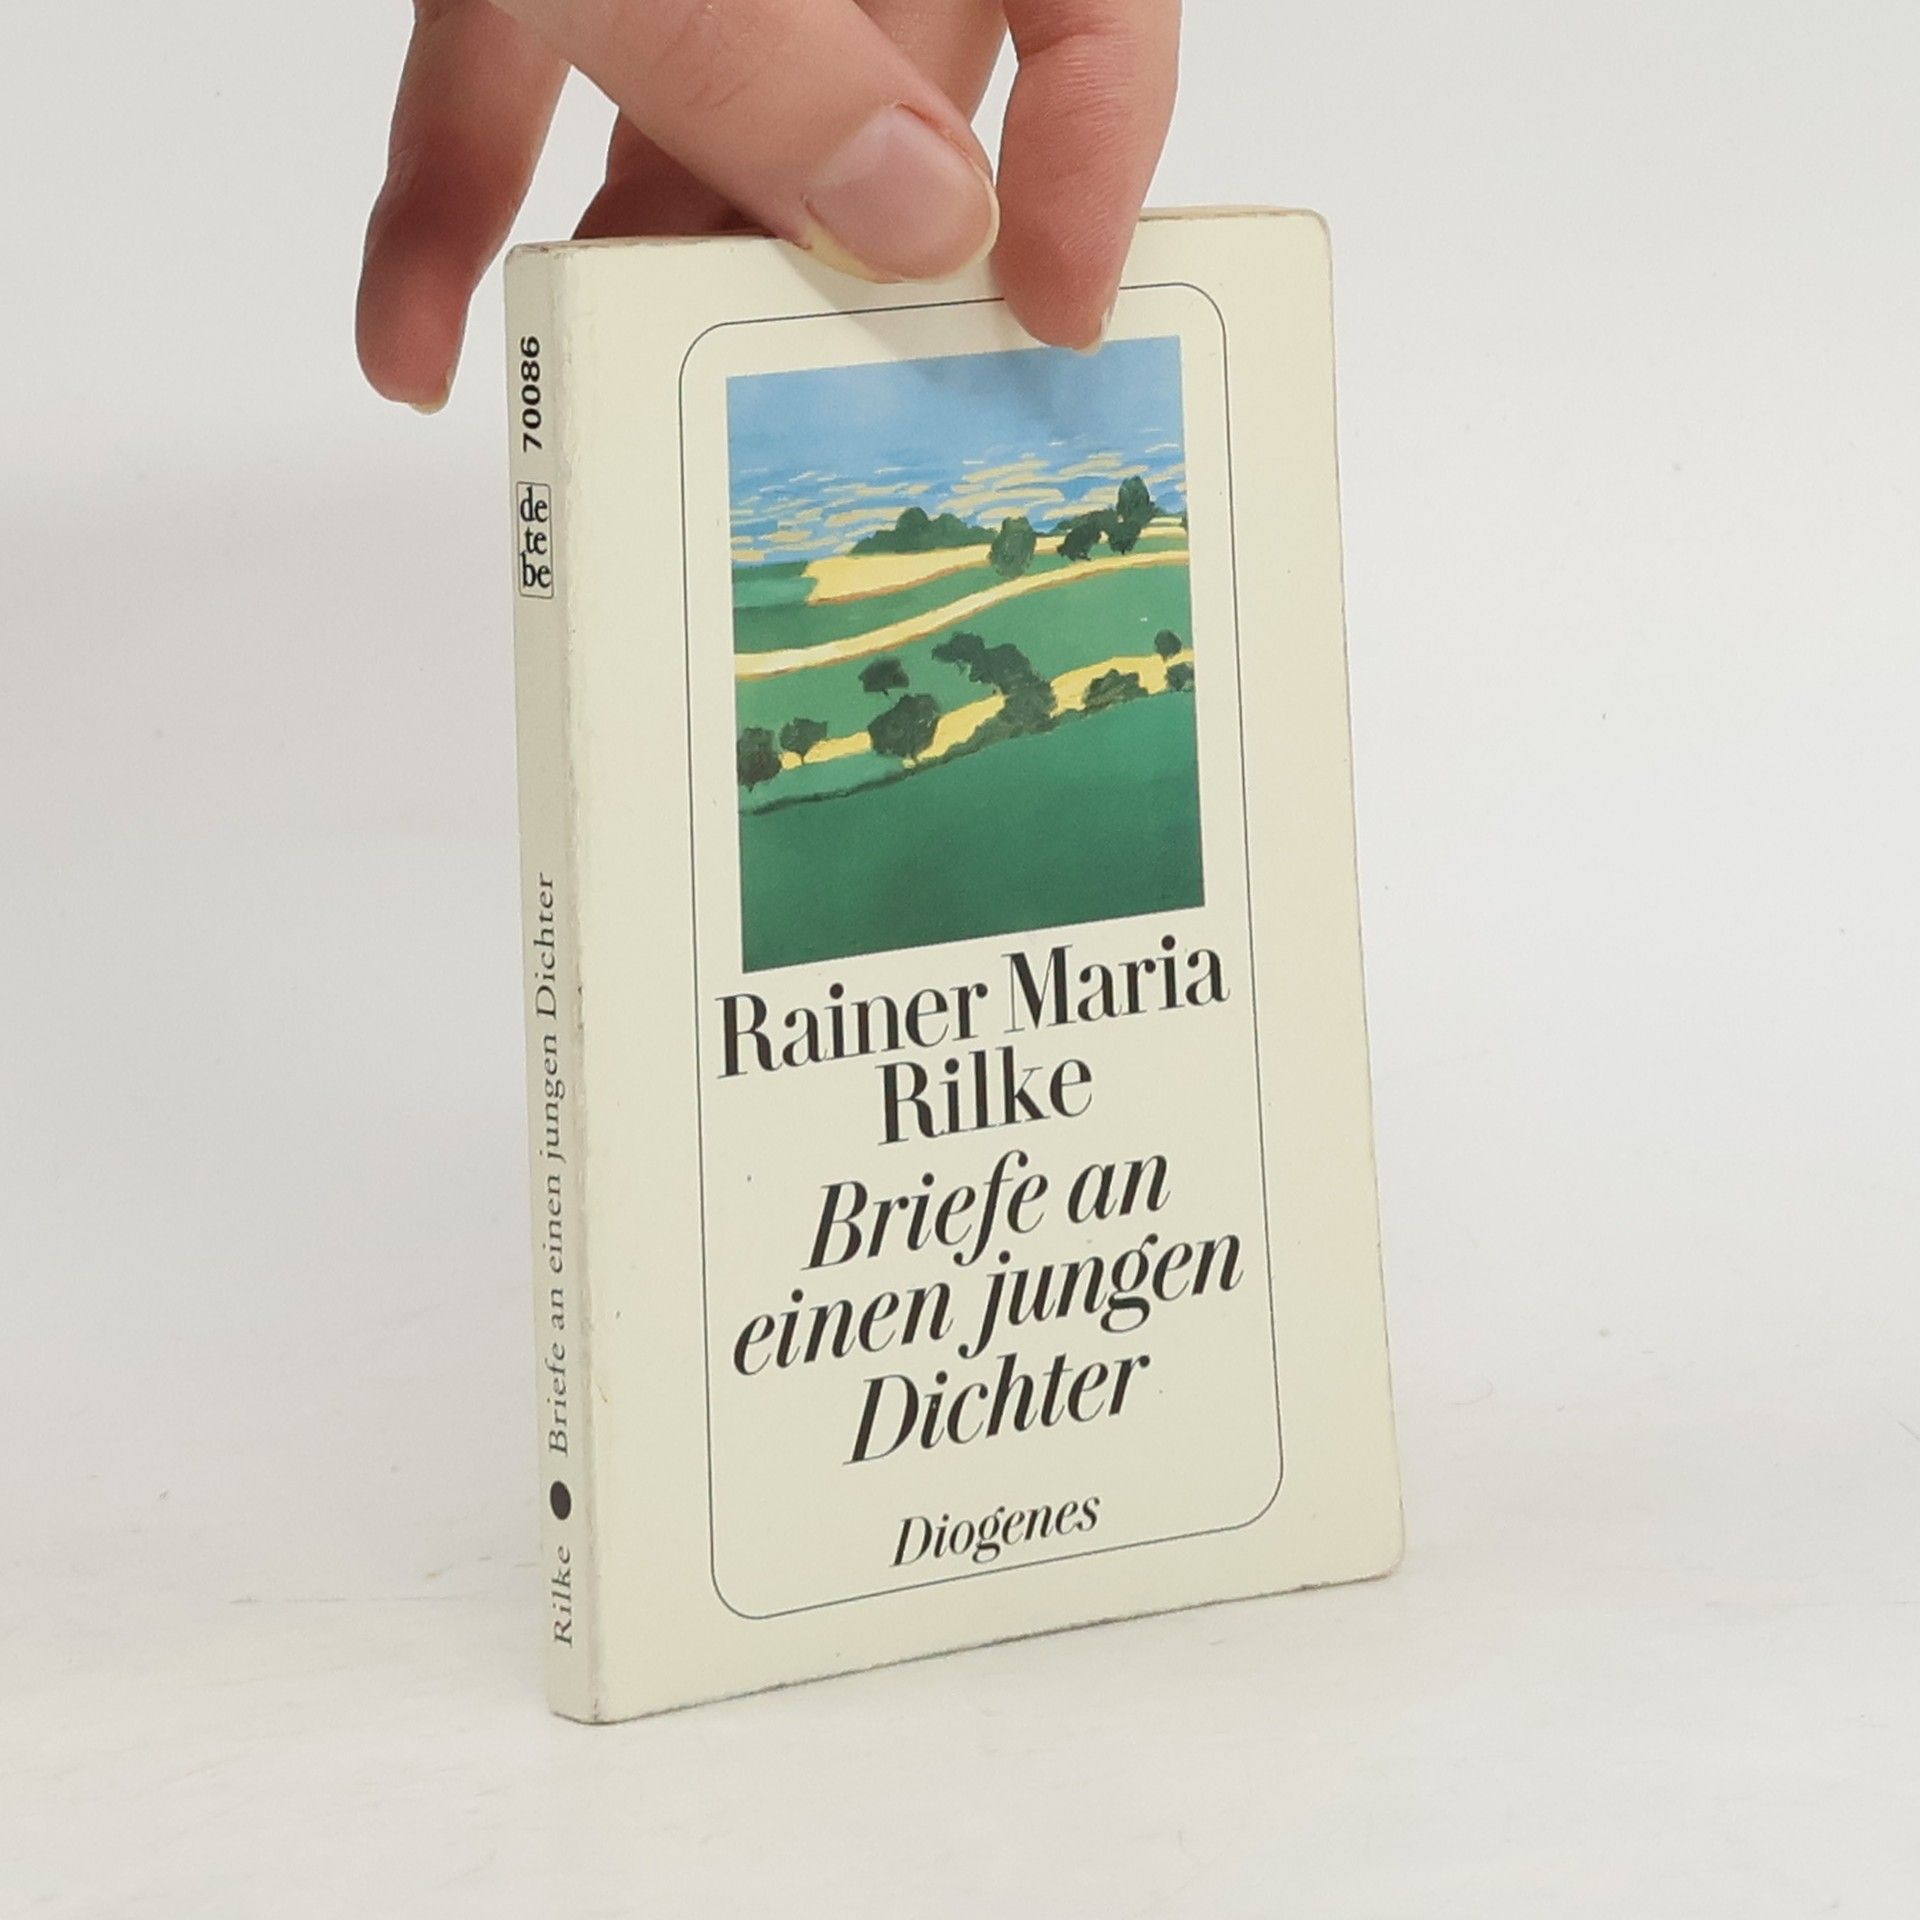 70086
de
te
be
Rilke ● Briefe an einen jungen Dichter
Rainer Maria
Rilke
Briefe an
einen jungen
Dichter
Diogenes